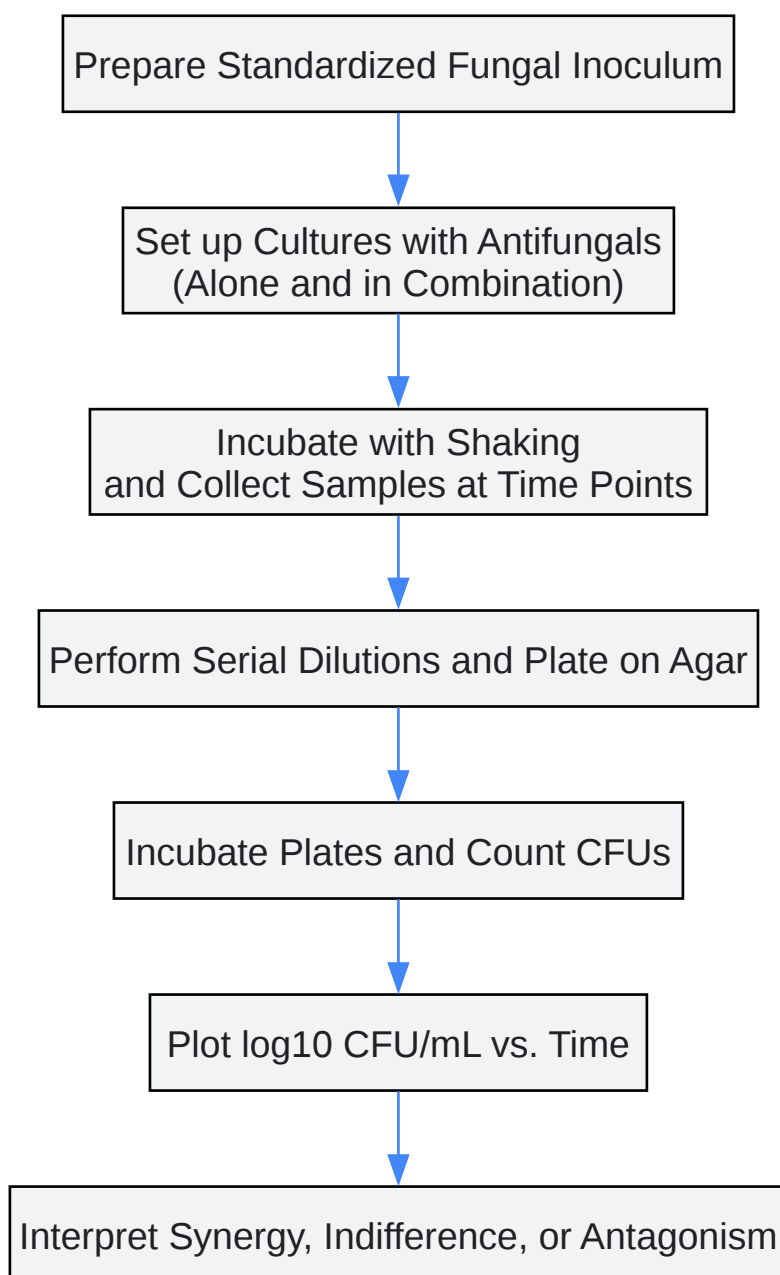 Prepare Standardized Fungal Inoculum
Set up Cultures with Antifungals
(Alone and in Combination)
Incubate with Shaking
and Collect Samples at Time Points
Perform Serial Dilutions and Plate on Agar
Incubate Plates and Count CFUs
Plot log10 CFU/mL vs. Time
Interpret Synergy, Indifference, or Antagonism